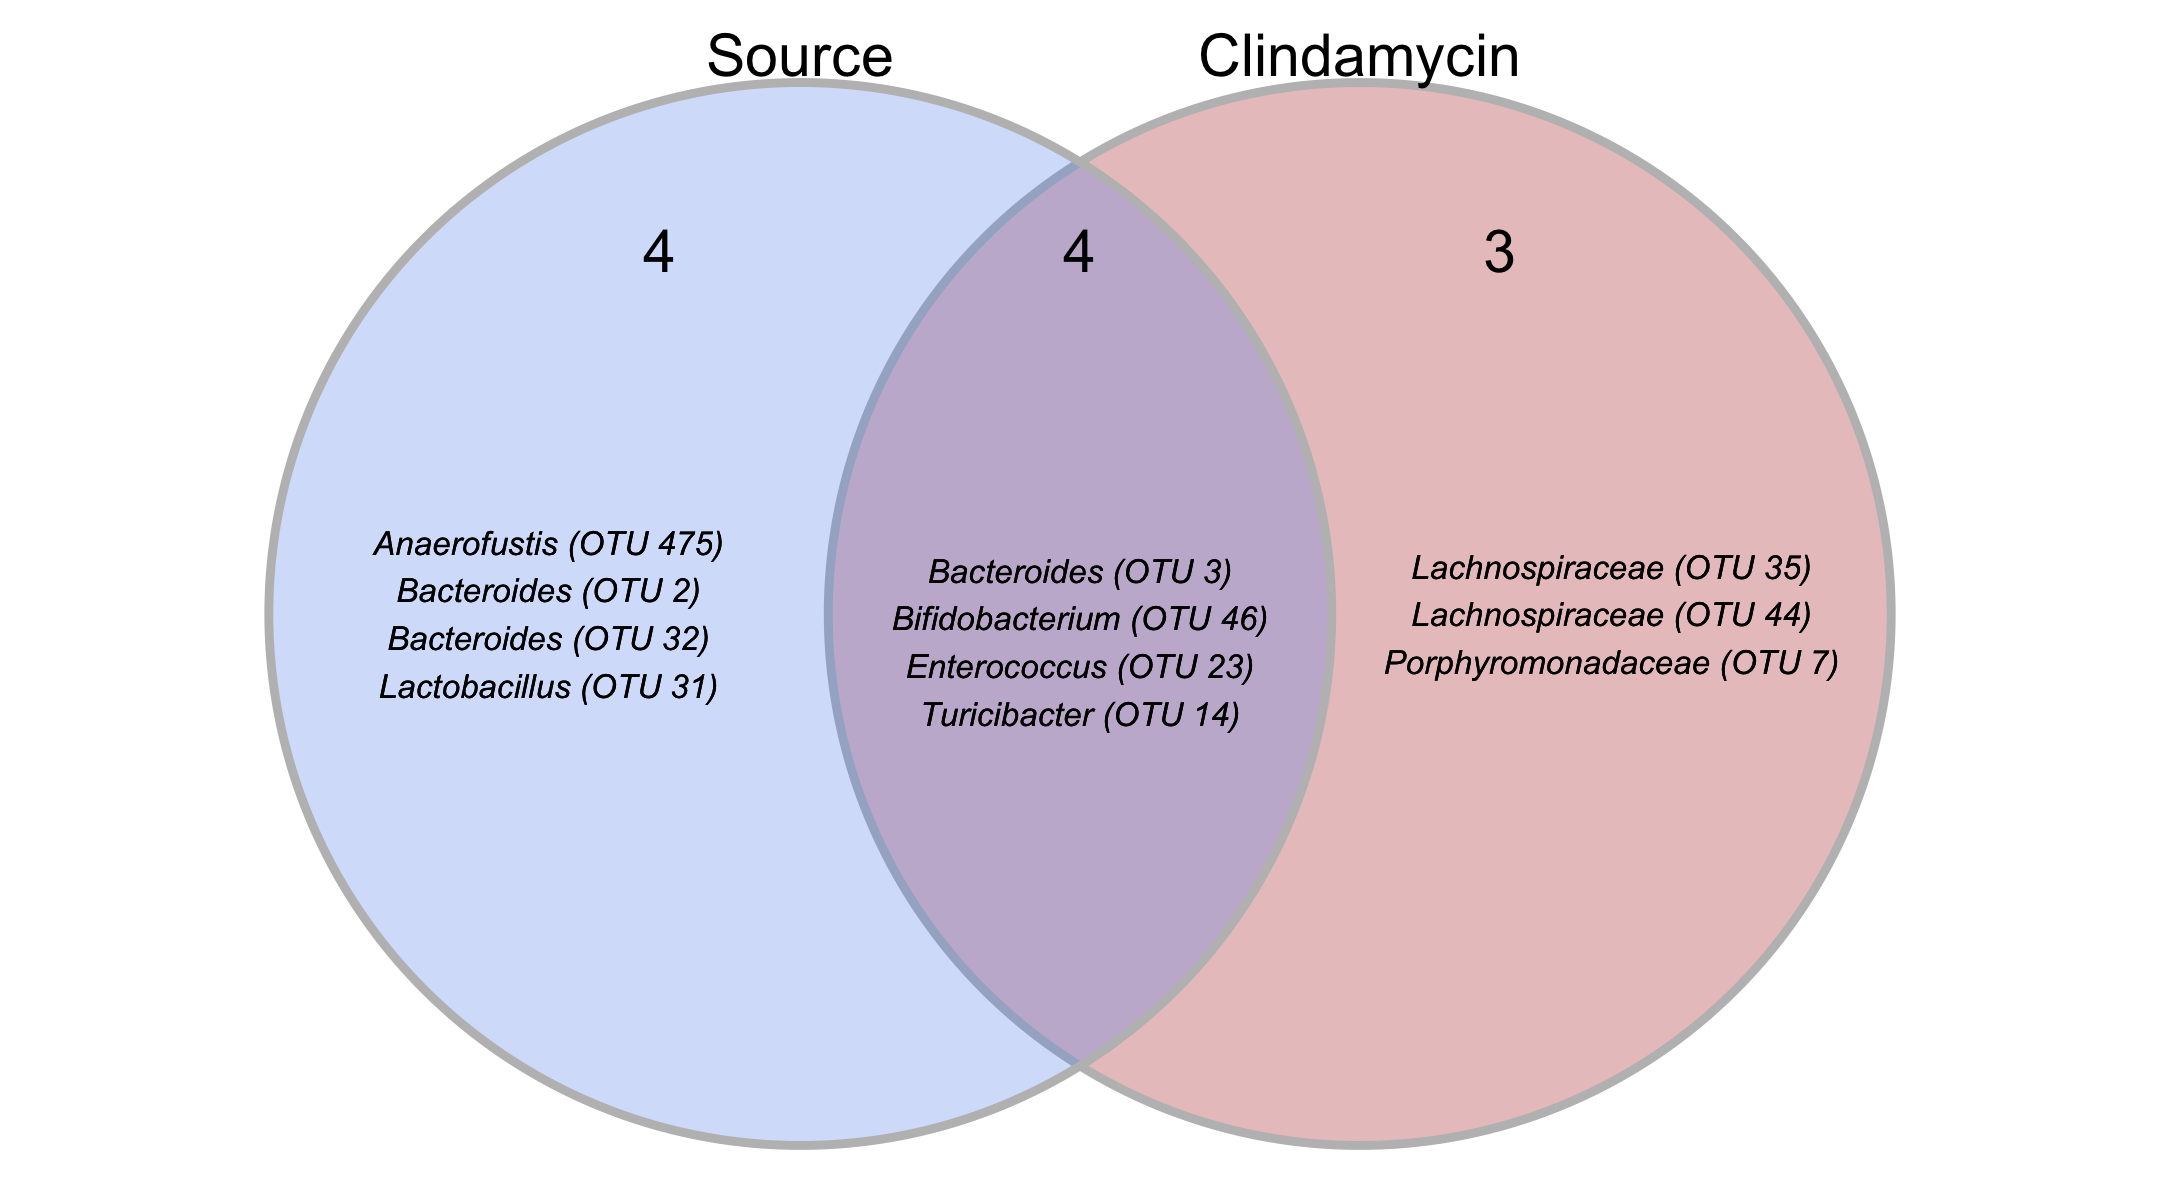 Source
Clindamycin
4
4
3
Anaerofustis (OTU 475)
Bacteroides (OTU 2)
Bacteroides (OTU 32)
Lactobacillus (OTU 31)
Bacteroides (OTU 3)
Bifidobacterium (OTU 46)
Enterococcus (OTU 23)
Turicibacter (OTU 14)
Lachnospiraceae (OTU 35)
Lachnospiraceae (OTU 44)
Porphyromonadaceae (OTU 7)